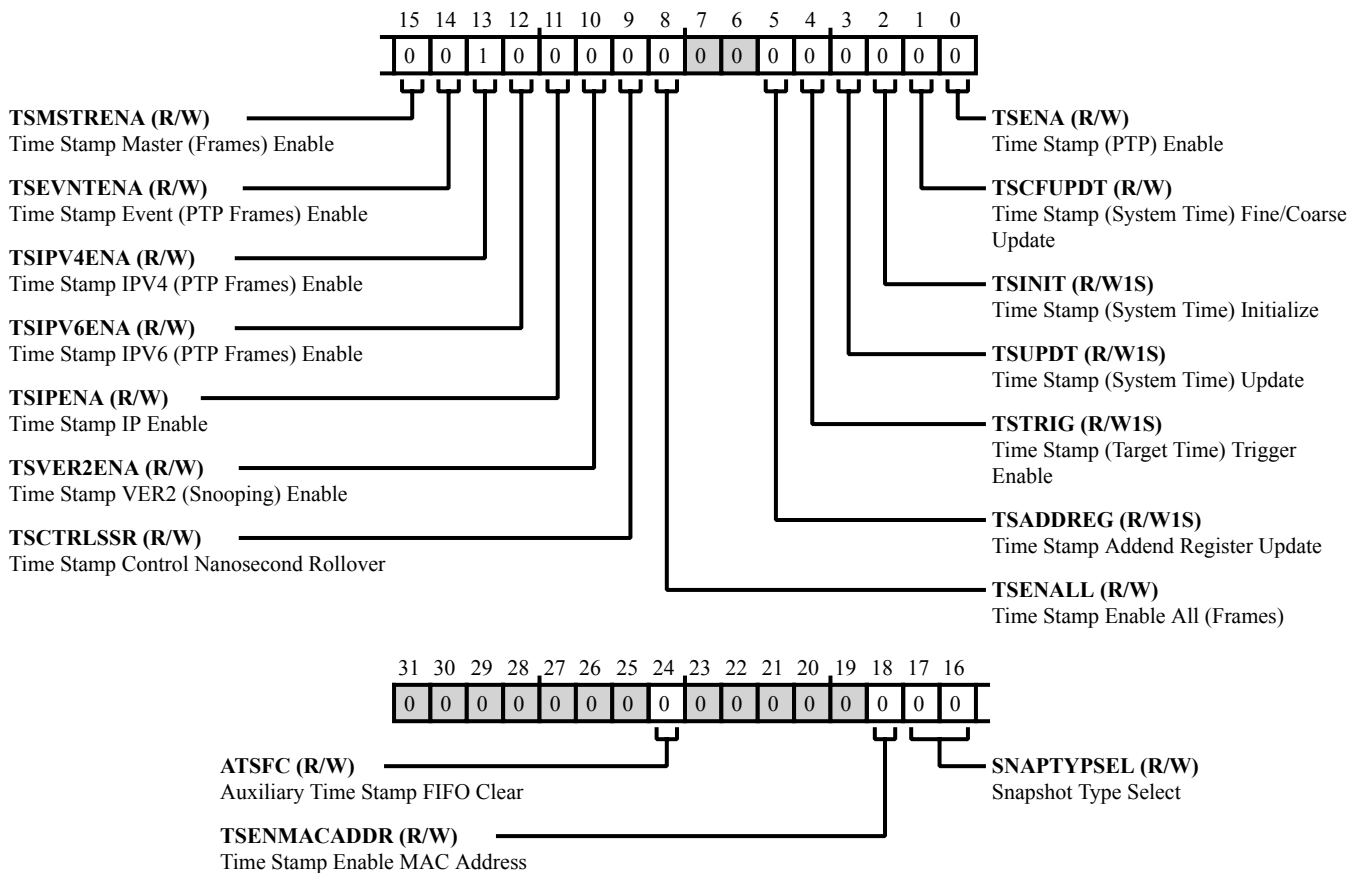 15 14 13 12 11 10 9 8 7 6 5 4 3 2 1 0
0 0 1 0 0 0 0 0 0 0 0 0 0 0 0 0
TSMSTRENA (R/W)
Time Stamp Master (Frames) Enable
TSEVNTENA (R/W)
Time Stamp Event (PTP Frames) Enable
TSIPV4ENA (R/W)
Time Stamp IPV4 (PTP Frames) Enable
TSIPV6ENA (R/W)
Time Stamp IPV6 (PTP Frames) Enable
TSIPENA (R/W)
Time Stamp IP Enable
TSVER2ENA (R/W)
Time Stamp VER2 (Snooping) Enable
TSCTRLSSR (R/W)
Time Stamp Control Nanosecond Rollover
TSENA (R/W)
Time Stamp (PTP) Enable
TSCFUPDT (R/W)
Time Stamp (System Time) Fine/Coarse
Update
TSINIT (R/W1S)
Time Stamp (System Time) Initialize
TSUPDT (R/W1S)
Time Stamp (System Time) Update
TSTRIG (R/W1S)
Time Stamp (Target Time) Trigger
Enable
TSADDREG (R/W1S)
Time Stamp Addend Register Update
TSENALL (R/W)
Time Stamp Enable All (Frames)
31 30 29 28 27 26 25 24 23 22 21 20 19 18 17 16
0 0 0 0 0 0 0 0 0 0 0 0 0 0 0 0
ATSFC (R/W)
Auxiliary Time Stamp FIFO Clear
TSENMACADDR (R/W)
Time Stamp Enable MAC Address
SNAPTYPSEL (R/W)
Snapshot Type Select